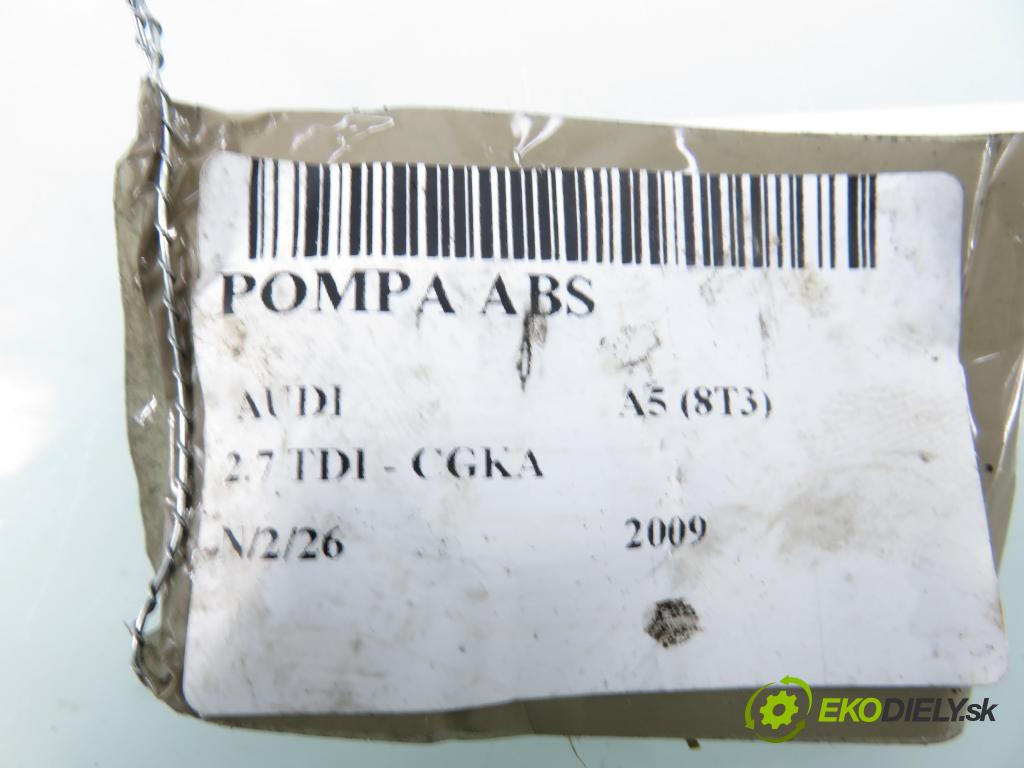 POMPA ABS
AUDI A5 (8T3)
2.7 TDI - CGKA
N/2/26 2009
EKODIELY.sk